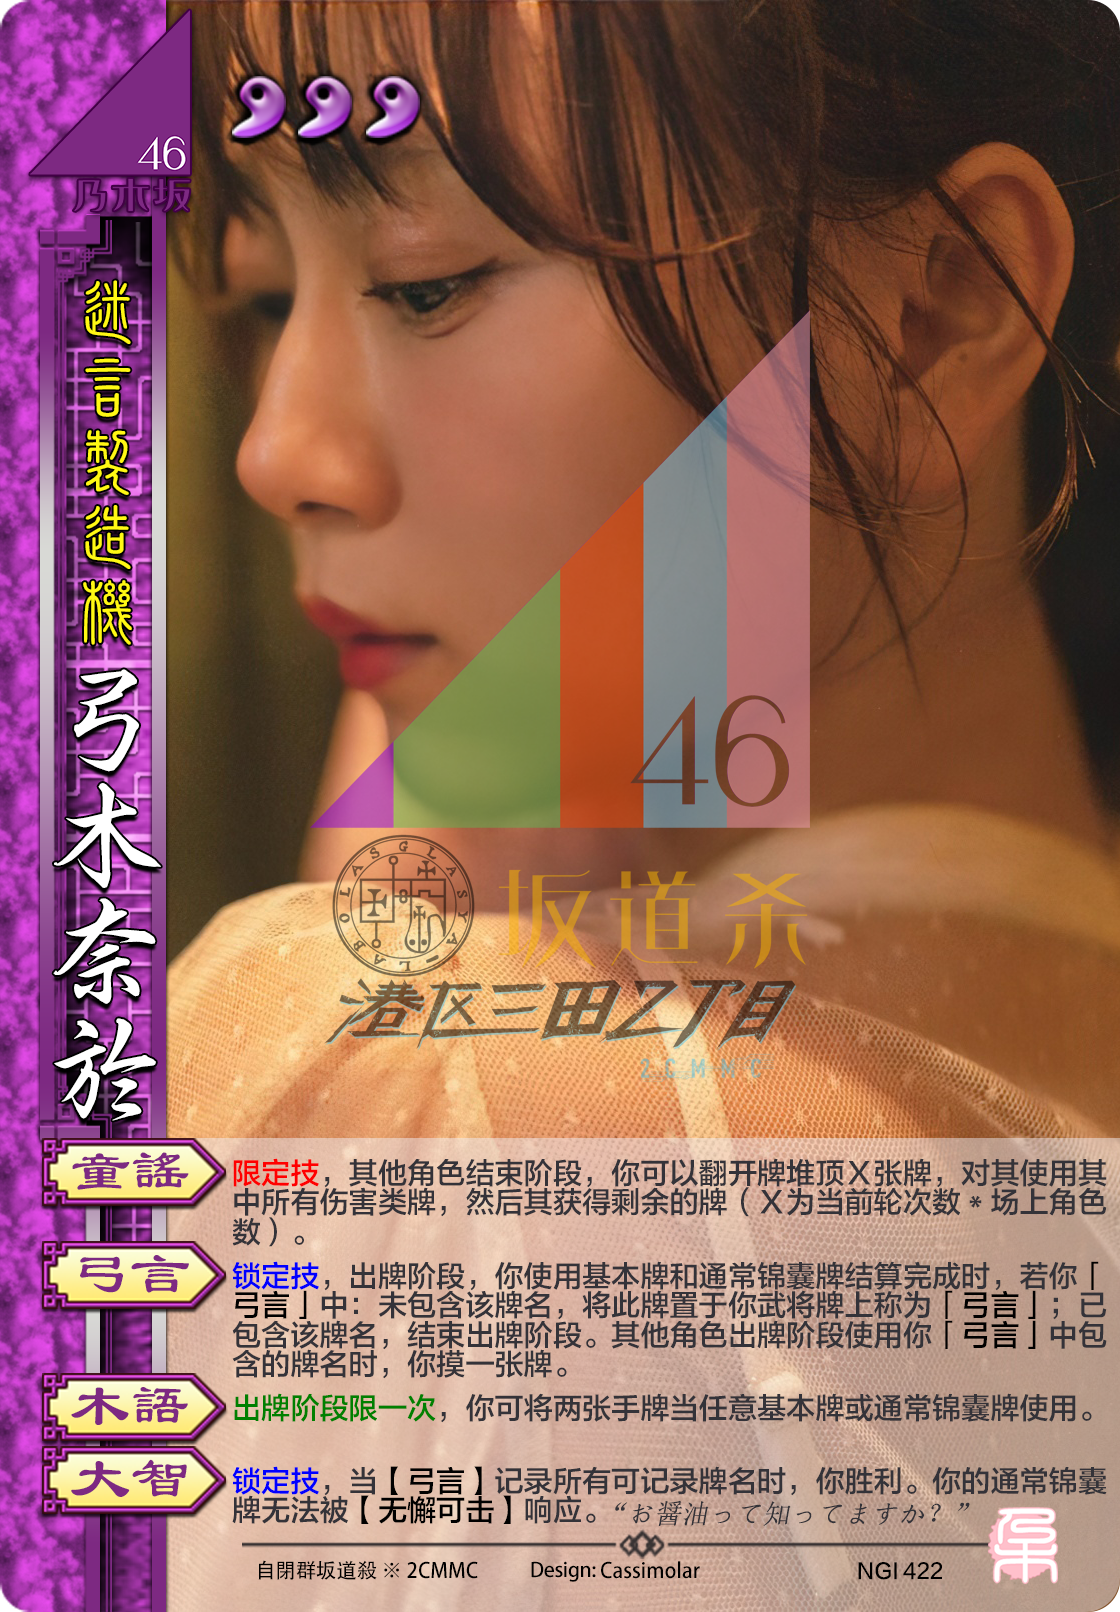 46
乃木坂
迷言製造機
弓木奈於
46
GLASYA-LABOLAS
坂道杀
港区三田2丁目
2CMMC
童謠
限定技，其他角色结束阶段，你可以翻开牌堆顶X张牌，对其使用其
中所有伤害类牌，然后其获得剩余的牌（X为当前轮次数*场上角色
数）。
弓言
锁定技，出牌阶段，你使用基本牌和通常锦囊牌结算完成时，若你「
弓言」中：未包含该牌名，将此牌置于你武将牌上称为「弓言」；已
包含该牌名，结束出牌阶段。其他角色出牌阶段使用你「弓言」中包
含的牌名时，你摸一张牌。
木語
出牌阶段限一次，你可将两张手牌当任意基本牌或通常锦囊牌使用。
大智
锁定技，当【弓言】记录所有可记录牌名时，你胜利。你的通常锦囊
牌无法被【无懈可击】响应。“お醤油って知ってますか？”
自閉群坂道殺 ※ 2CMMC Design: Cassimolar NGI 422